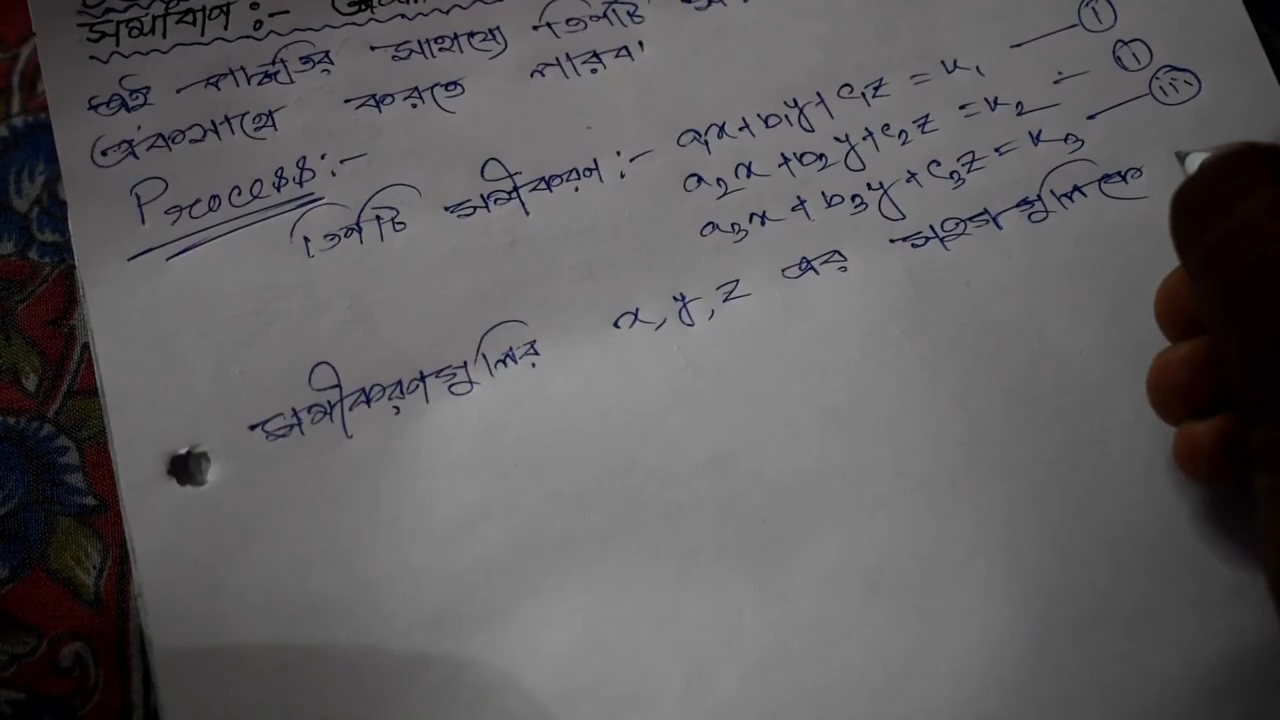 সমাধান :-
এই পদ্ধতির সাহায্যে তিনটি
একসাথে করতে পারব।
Process :-
তিনটি সমীকরণ :- a₁x + b₁y + c₁z = k₁ — (i)
a₂x + b₂y + c₂z = k₂ — (ii)
a₃x + b₃y + c₃z = k₃ — (iii)
সমীকরণগুলির x, y, z এর সহগগুলিকে